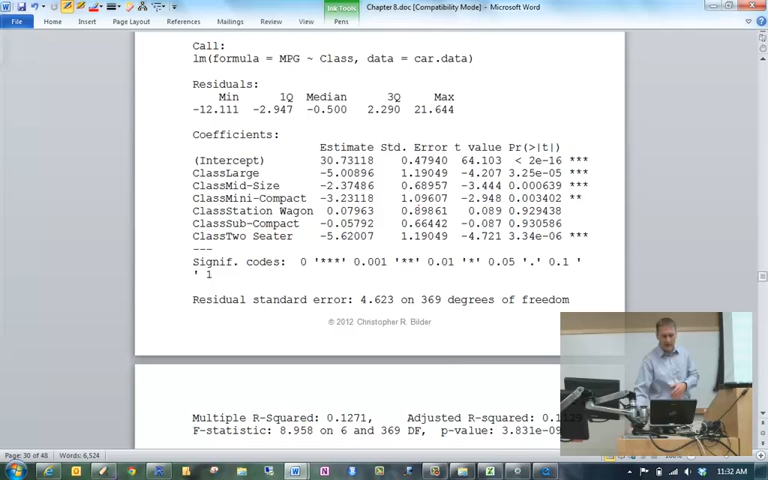 Ink Tools
Chapter 8.doc [Compatibility Mode] - Microsoft Word
File Home Insert Page Layout References Mailings Review View Pens
Call:
lm(formula = MPG ~ Class, data = car.data)
Residuals:
Min 1Q Median 3Q Max
-12.111 -2.947 -0.500 2.290 21.644
Coefficients:
Estimate Std. Error t value Pr(>|t|)
(Intercept) 30.73118 0.47940 64.103 < 2e-16 ***
ClassLarge -5.00896 1.19049 -4.207 3.25e-05 ***
ClassMid-Size -2.37486 0.68957 -3.444 0.000639 ***
ClassMini-Compact -3.23118 1.09607 -2.948 0.003402 **
ClassStation Wagon 0.07963 0.89861 0.089 0.929438
ClassSub-Compact -0.05792 0.66442 -0.087 0.930586
ClassTwo Seater -5.62007 1.19049 -4.721 3.34e-06 ***
---
Signif. codes: 0 '***' 0.001 '**' 0.01 '*' 0.05 '.' 0.1 '
' 1
Residual standard error: 4.623 on 369 degrees of freedom
© 2012 Christopher R. Bilder
Multiple R-Squared: 0.1271, Adjusted R-squared:
F-statistic: 8.958 on 6 and 369 DF, p-value: 3.831e-09
Page: 30 of 48 Words: 6,524
11:32 AM